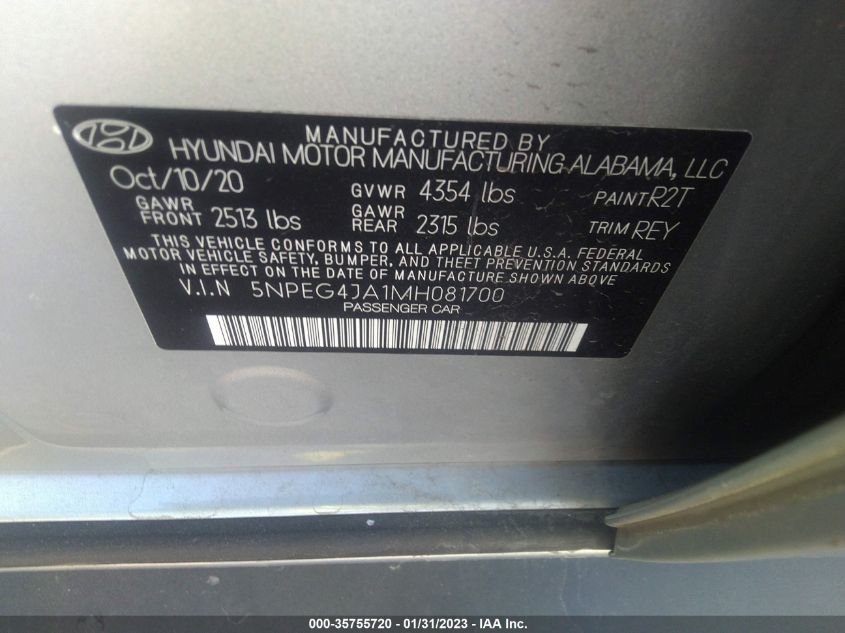 MANUFACTURED BY
HYUNDAI MOTOR MANUFACTURING ALABAMA, LLC
Oct/10/20 GVWR 4354 lbs PAINT R2T
GAWR FRONT 2513 lbs GAWR REAR 2315 lbs TRIM REY
THIS VEHICLE CONFORMS TO ALL APPLICABLE U.S.A. FEDERAL
MOTOR VEHICLE SAFETY, BUMPER, AND THEFT PREVENTION STANDARDS
IN EFFECT ON THE DATE OF MANUFACTURE SHOWN ABOVE
V.I.N 5NPEG4JA1MH081700
PASSENGER CAR
000-35755720 - 01/31/2023 - IAA Inc.